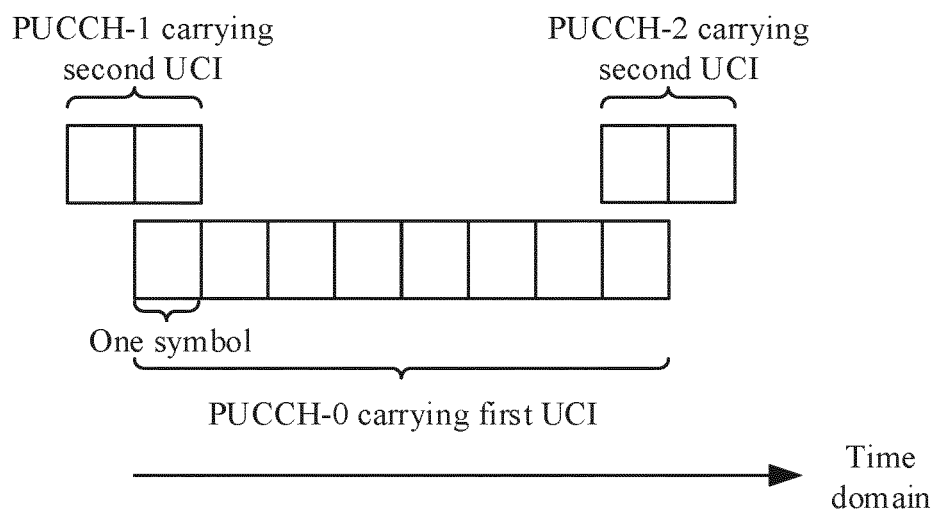 PUCCH-1 carrying
second UCI
PUCCH-2 carrying
second UCI
One symbol
PUCCH-0 carrying first UCI
Time
domain